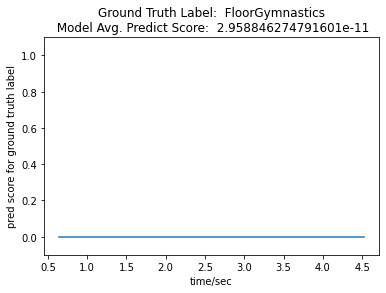 Ground Truth Label:  FloorGymnastics
Model Avg. Predict Score:  2.958846274791601e-11
pred score for ground truth label
1.0
0.8
0.6
0.4
0.2
0.0
0.5 1.0 1.5 2.0 2.5 3.0 3.5 4.0 4.5
time/sec